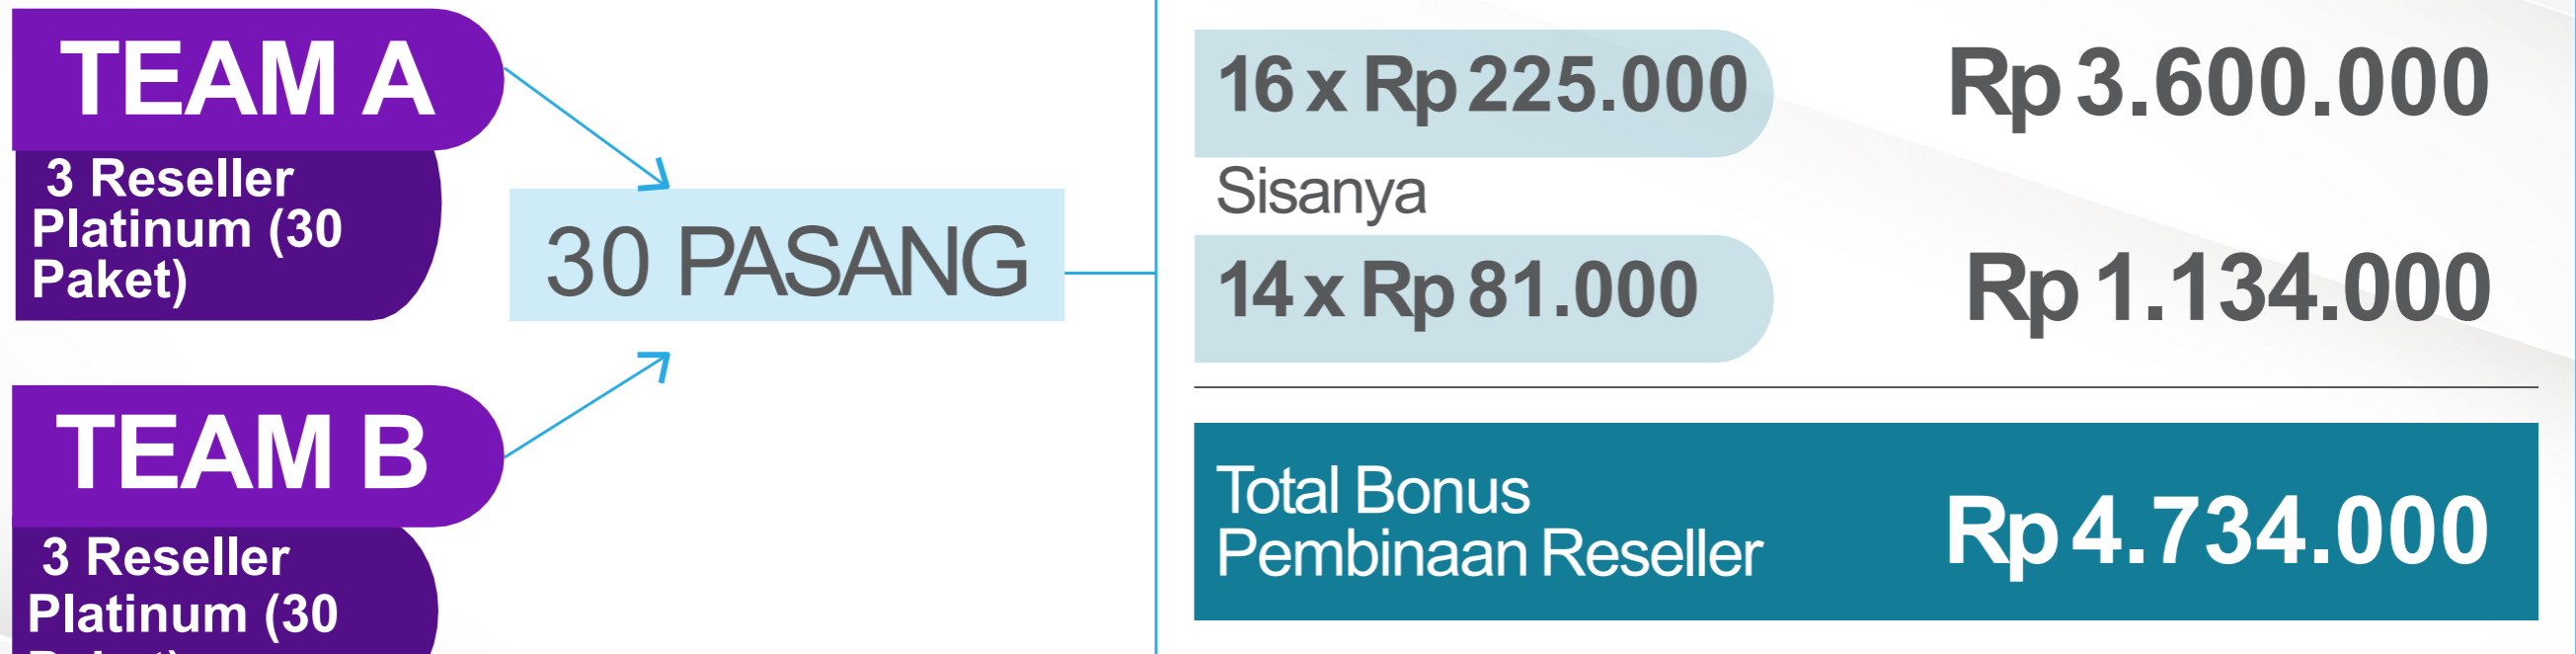 TEAM A
3 Reseller
Platinum (30
Paket)
30 PASANG
TEAM B
3 Reseller
Platinum (30
16 x Rp 225.000
Rp 3.600.000
Sisanya
14 x Rp 81.000
Rp 1.134.000
Total Bonus
Pembinaan Reseller
Rp 4.734.000